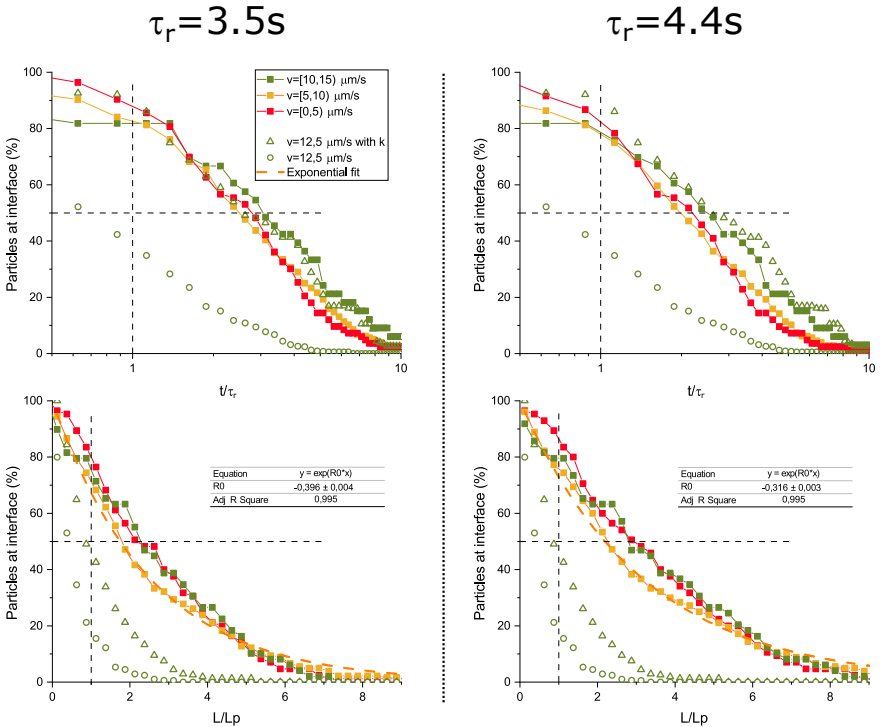 τr=3.5s
τr=4.4s
Particles at interface (%)
100
80
60
40
20
0
v=[10,15) μm/s
v=[5,10) μm/s
v=[0,5) μm/s
v=12,5 μm/s with k
v=12,5 μm/s
Exponential fit
1
10
t/τr
Particles at interface (%)
100
80
60
40
20
0
1
10
t/τr
Particles at interface (%)
100
80
60
40
20
0
Equation y = exp(R0*x)
R0 -0,396 ± 0,004
Adj R Square 0,995
0 2 4 6 8
L/Lp
Particles at interface (%)
100
80
60
40
20
0
Equation y = exp(R0*x)
R0 -0,316 ± 0,003
Adj R Square 0,995
0 2 4 6 8
L/Lp